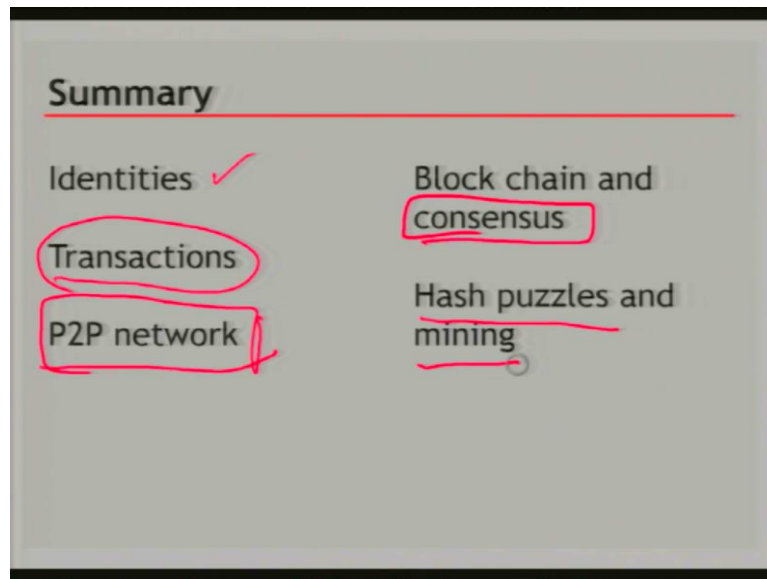 Summary
Identities
Transactions
P2P network
Block chain and
consensus
Hash puzzles and
mining